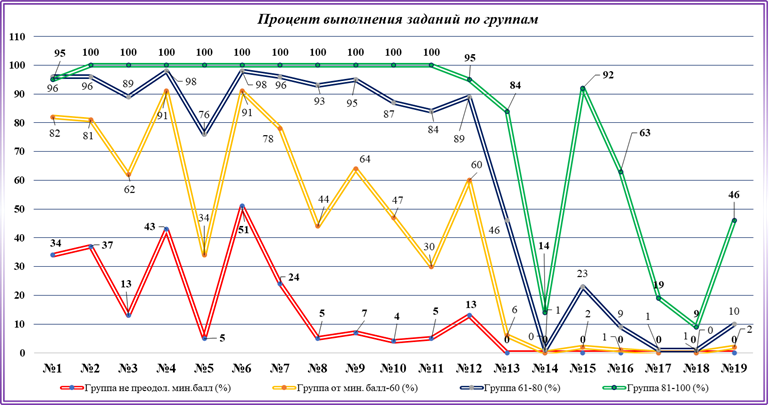 Процент выполнения заданий по группам
110
100
90
80
70
60
50
40
30
20
10
0
95 100 100 100 100 100 100 100 100 100 100 95 84 14 92 63 19 9 46
96 96 89 98 76 98 96 93 95 87 84 89 46 1 23 9 1 1 10
82 81 62 91 34 91 78 44 64 47 30 60 6 0 2 1 0 2
34 37 13 43 5 51 24 5 7 4 5 13 0 0 0 0 0 0 0
№1 №2 №3 №4 №5 №6 №7 №8 №9 №10 №11 №12 №13 №14 №15 №16 №17 №18 №19
Группа не преодол. мин.балл (%) Группа от мин. балл-60 (%) Группа 61-80 (%) Группа 81-100 (%)